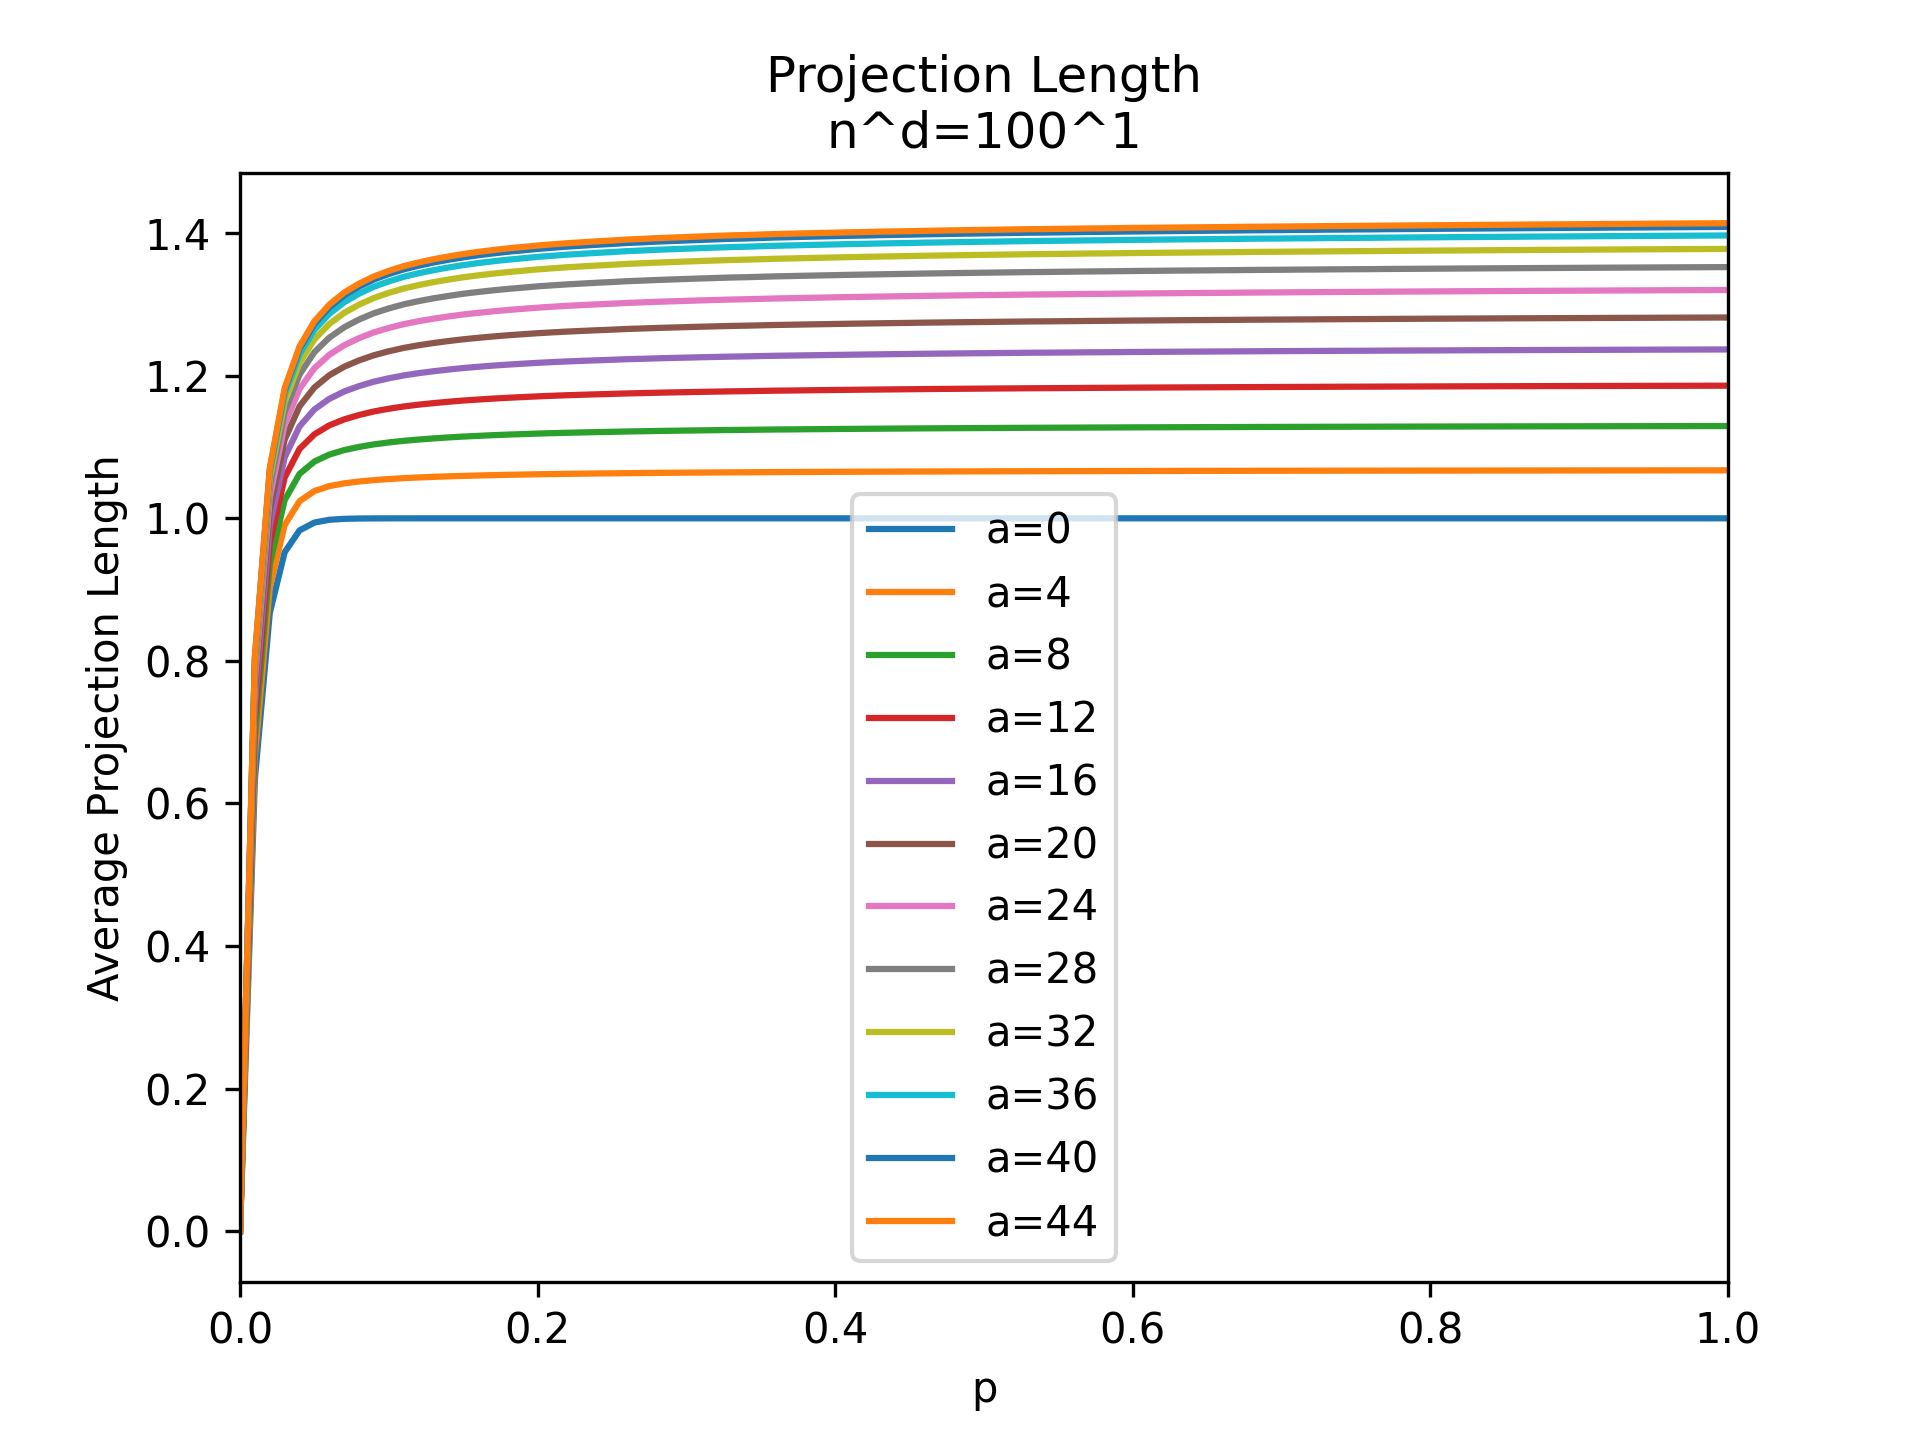 Projection Length
n^d=100^1
Average Projection Length
1.4
1.2
1.0
0.8
0.6
0.4
0.2
0.0
a=0
a=4
a=8
a=12
a=16
a=20
a=24
a=28
a=32
a=36
a=40
a=44
0.0 0.2 0.4 0.6 0.8 1.0
p